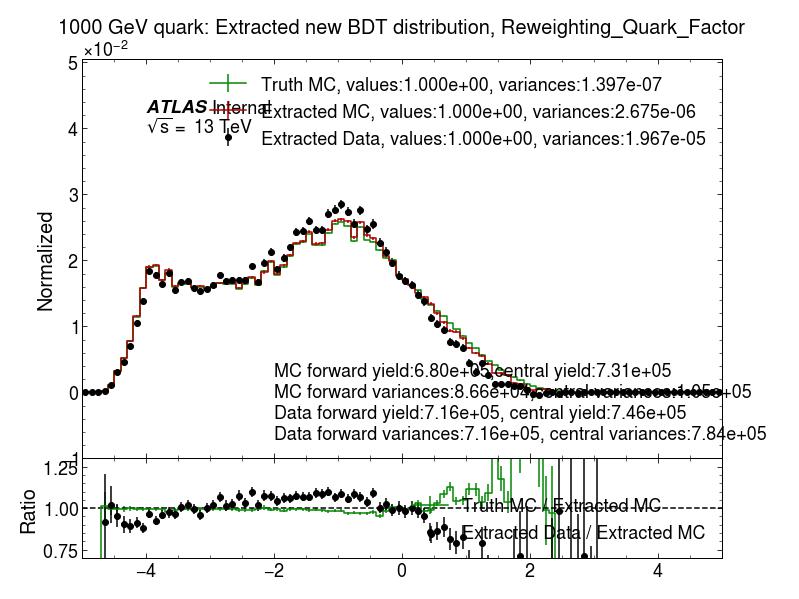 1000 GeV quark: Extracted new BDT distribution, Reweighting_Quark_Factor
×10⁻²
Truth MC, values:1.000e+00, variances:1.397e-07
ATLAS Internal
Extracted MC, values:1.000e+00, variances:2.675e-06
√s = 13 TeV
Extracted Data, values:1.000e+00, variances:1.967e-05
5
4
3
2
1
0
1
Normalized
MC forward yield:6.80e+05, central yield:7.31e+05
MC forward variances:8.66e+04, central variances:1.05e+05
Data forward yield:7.16e+05, central yield:7.46e+05
Data forward variances:7.16e+05, central variances:7.84e+05
1.25
1.00
0.75
Ratio
Truth MC / Extracted MC
Extracted Data / Extracted MC
−4 −2 0 2 4